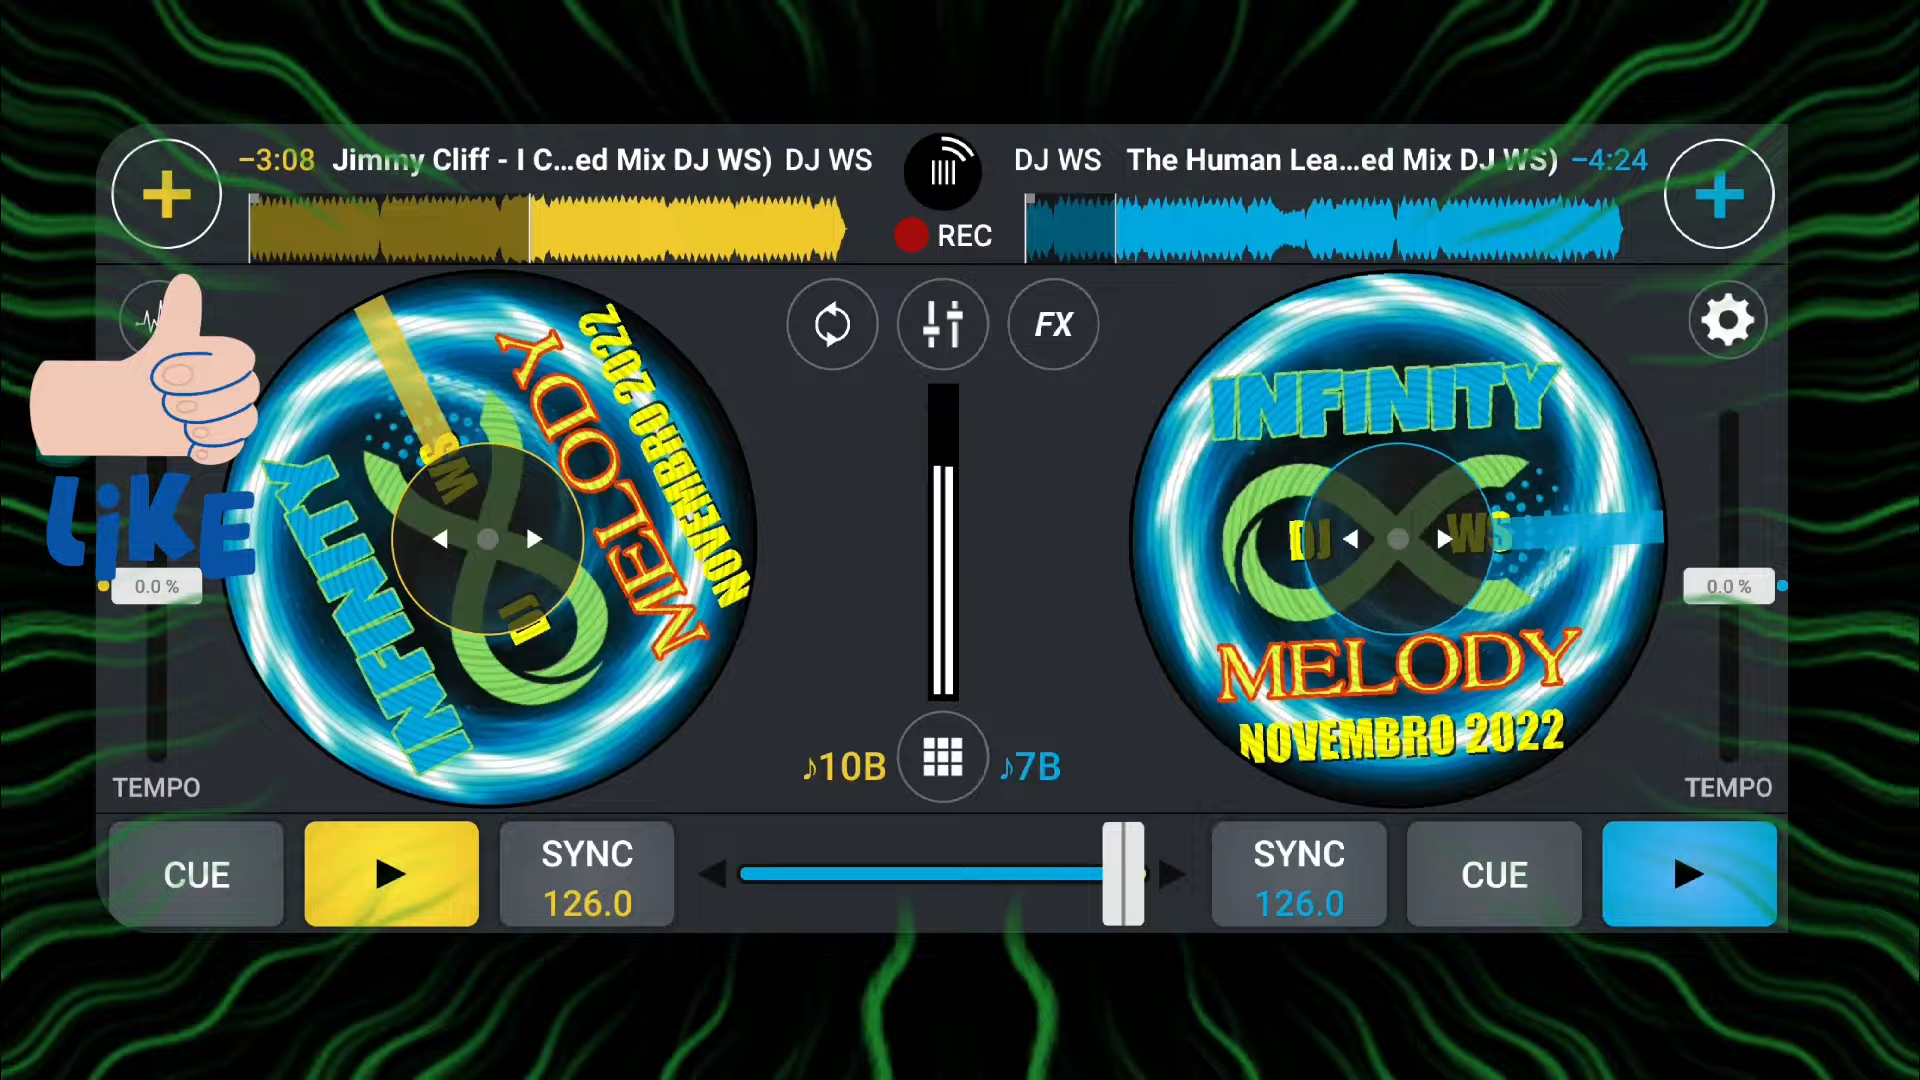 −3:08 Jimmy Cliff - I C...ed Mix DJ WS) DJ WS
DJ WS The Human Lea...ed Mix DJ WS) −4:24
REC
FX
LiKE
INFINITY
DJ WS
MELODY
NOVEMBRO 2022
INFINITY
DJ WS
MELODY
NOVEMBRO 2022
0.0 %
0.0 %
♪10B
♪7B
TEMPO
TEMPO
CUE
SYNC
126.0
SYNC
126.0
CUE